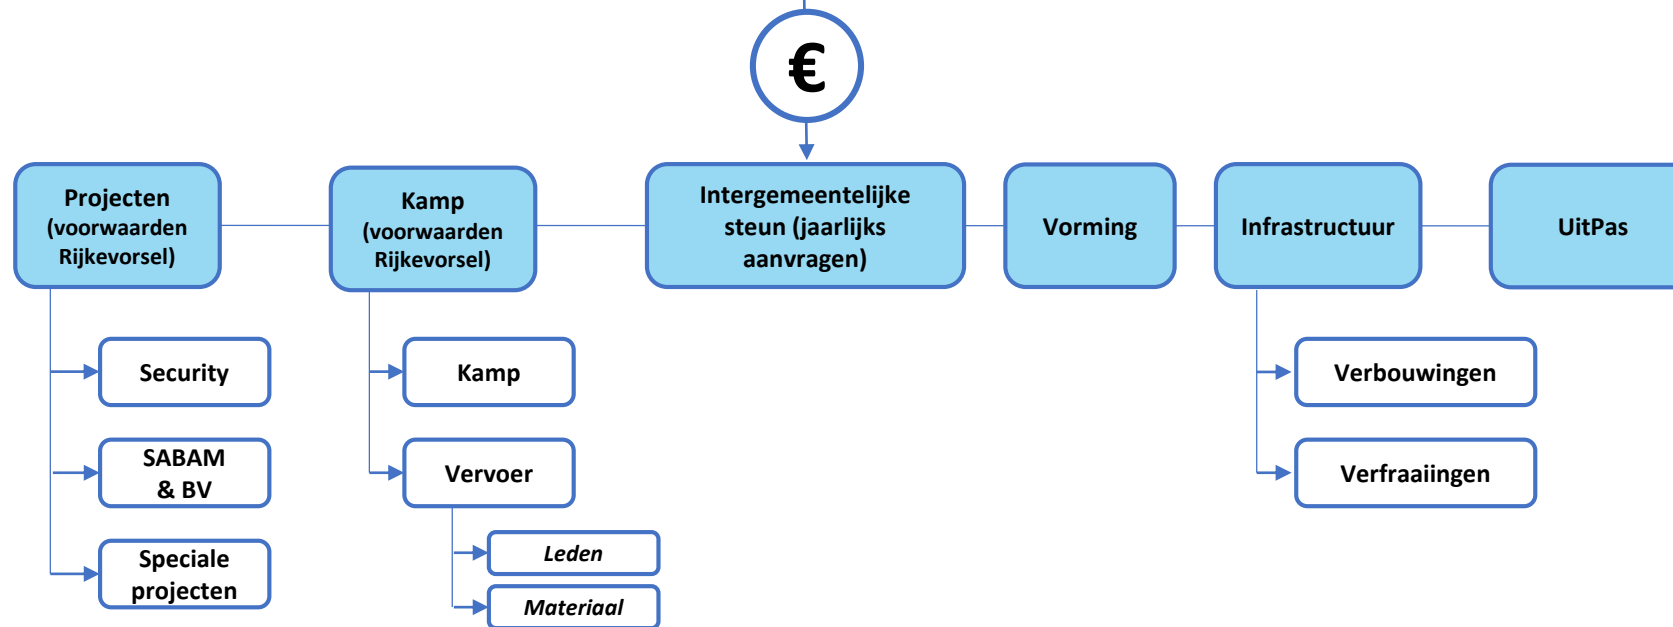 €
Projecten
(voorwaarden
Rijkevorsel)
Kamp
(voorwaarden
Rijkevorsel)
Intergemeentelijke
steun (jaarlijks
aanvragen)
Vorming
Infrastructuur
UitPas
Security
SABAM
& BV
Speciale
projecten
Kamp
Vervoer
Leden
Materiaal
Verbouwingen
Verfraaiingen